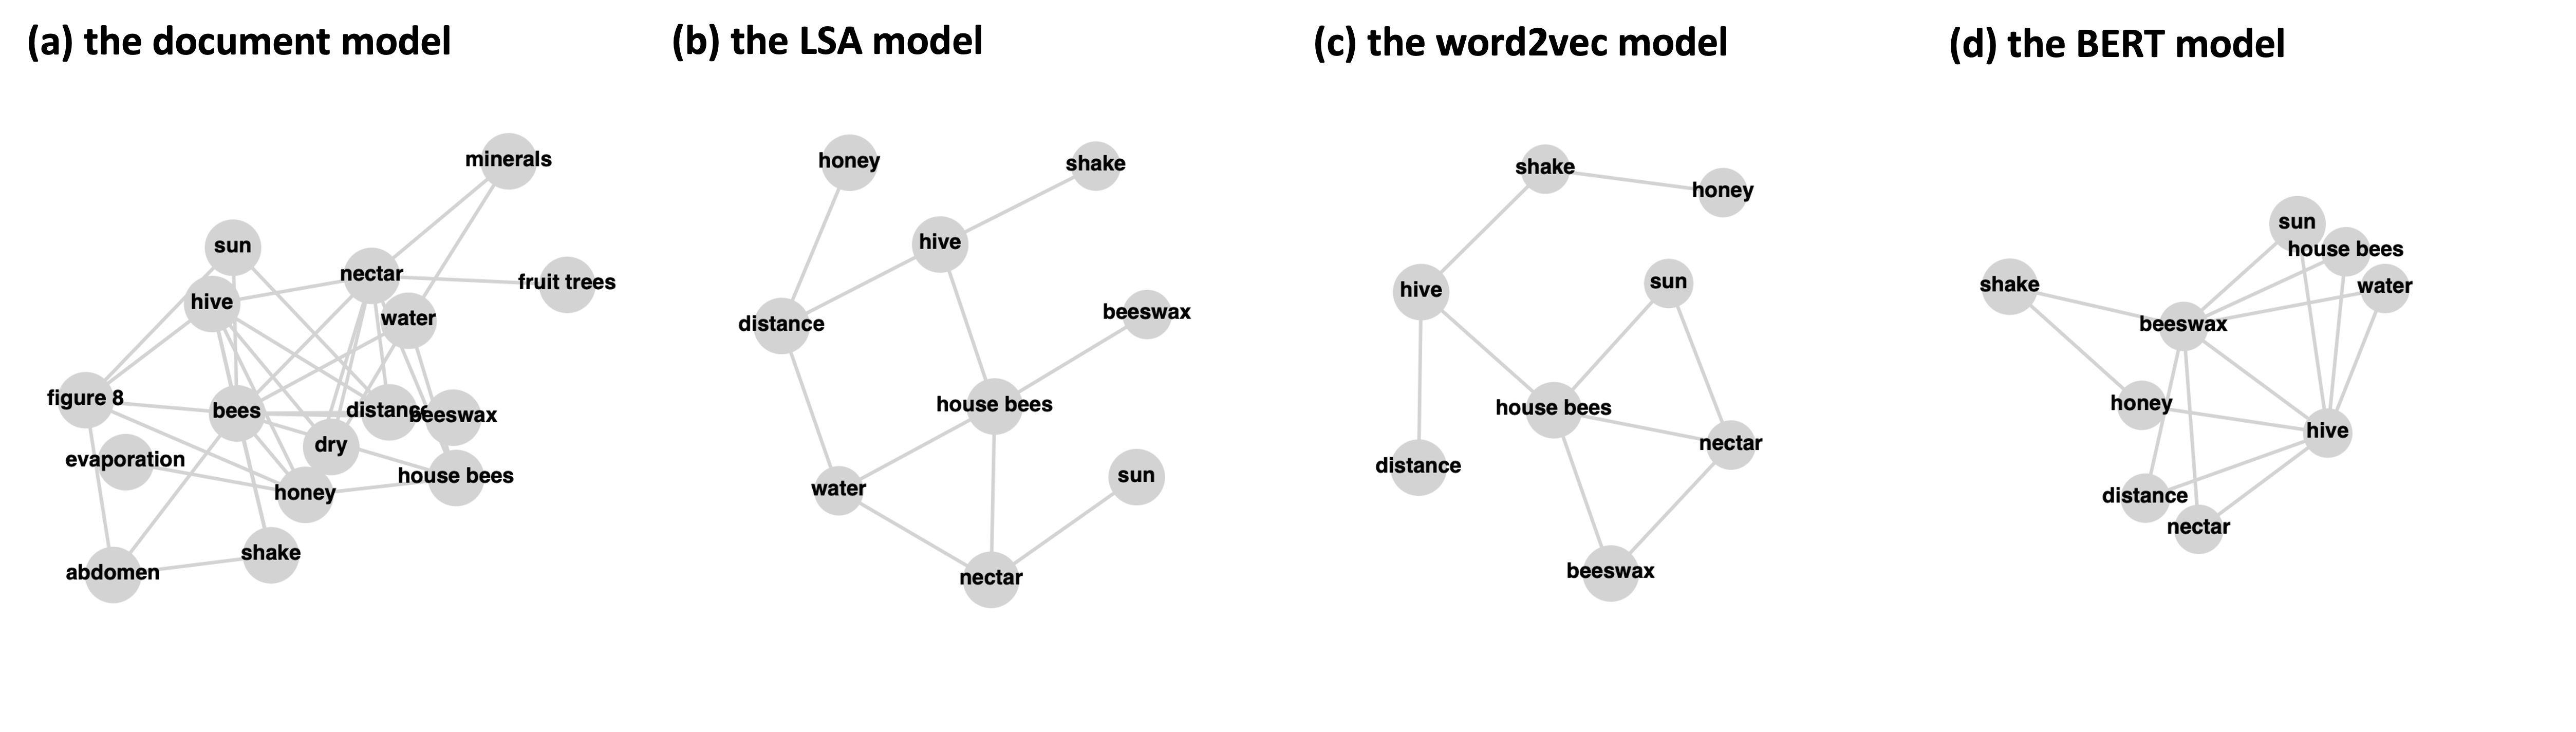 (a) the document model
minerals
sun
nectar
fruit trees
hive
water
figure 8
bees
distance
beeswax
dry
evaporation
house bees
honey
shake
abdomen
(b) the LSA model
honey
shake
hive
beeswax
distance
house bees
sun
water
nectar
(c) the word2vec model
shake
honey
sun
hive
house bees
nectar
distance
beeswax
(d) the BERT model
sun
house bees
shake
water
beeswax
honey
hive
distance
nectar